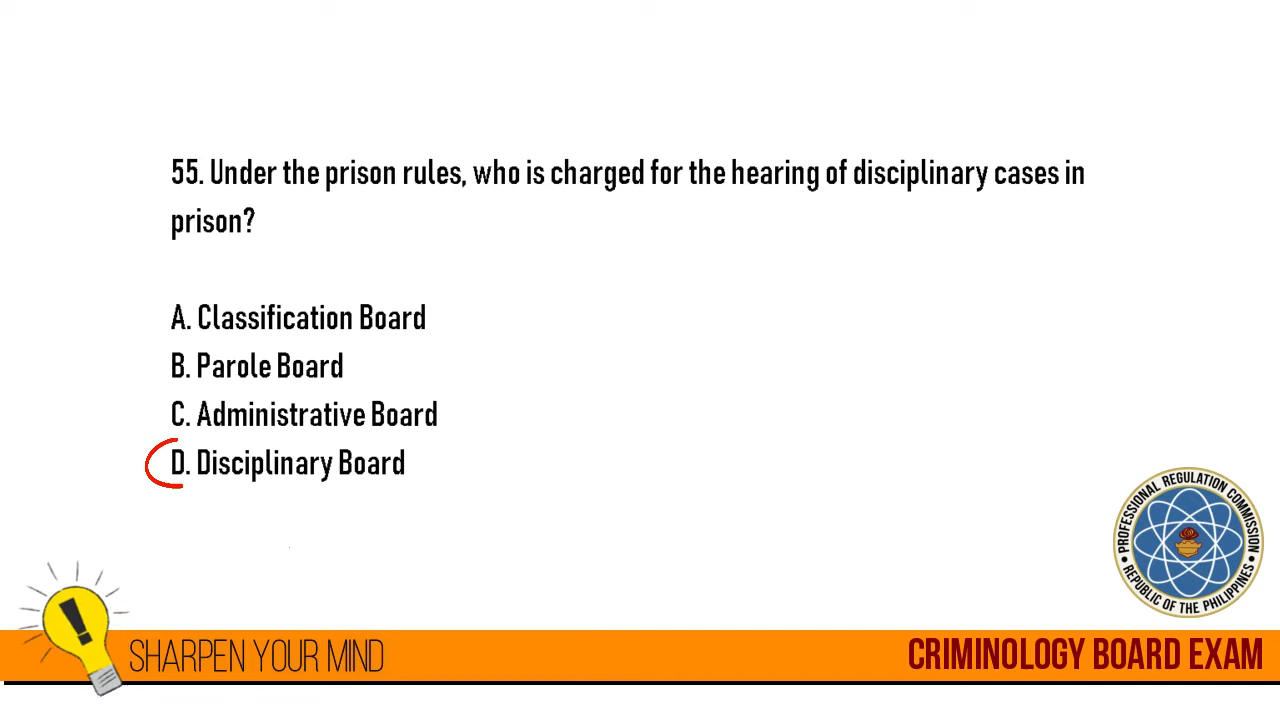 55. Under the prison rules, who is charged for the hearing of disciplinary cases in
prison?
A. Classification Board
B. Parole Board
C. Administrative Board
D. Disciplinary Board
PROFESSIONAL REGULATION COMMISSION
REPUBLIC OF THE PHILIPPINES
SHARPEN YOUR MIND
CRIMINOLOGY BOARD EXAM